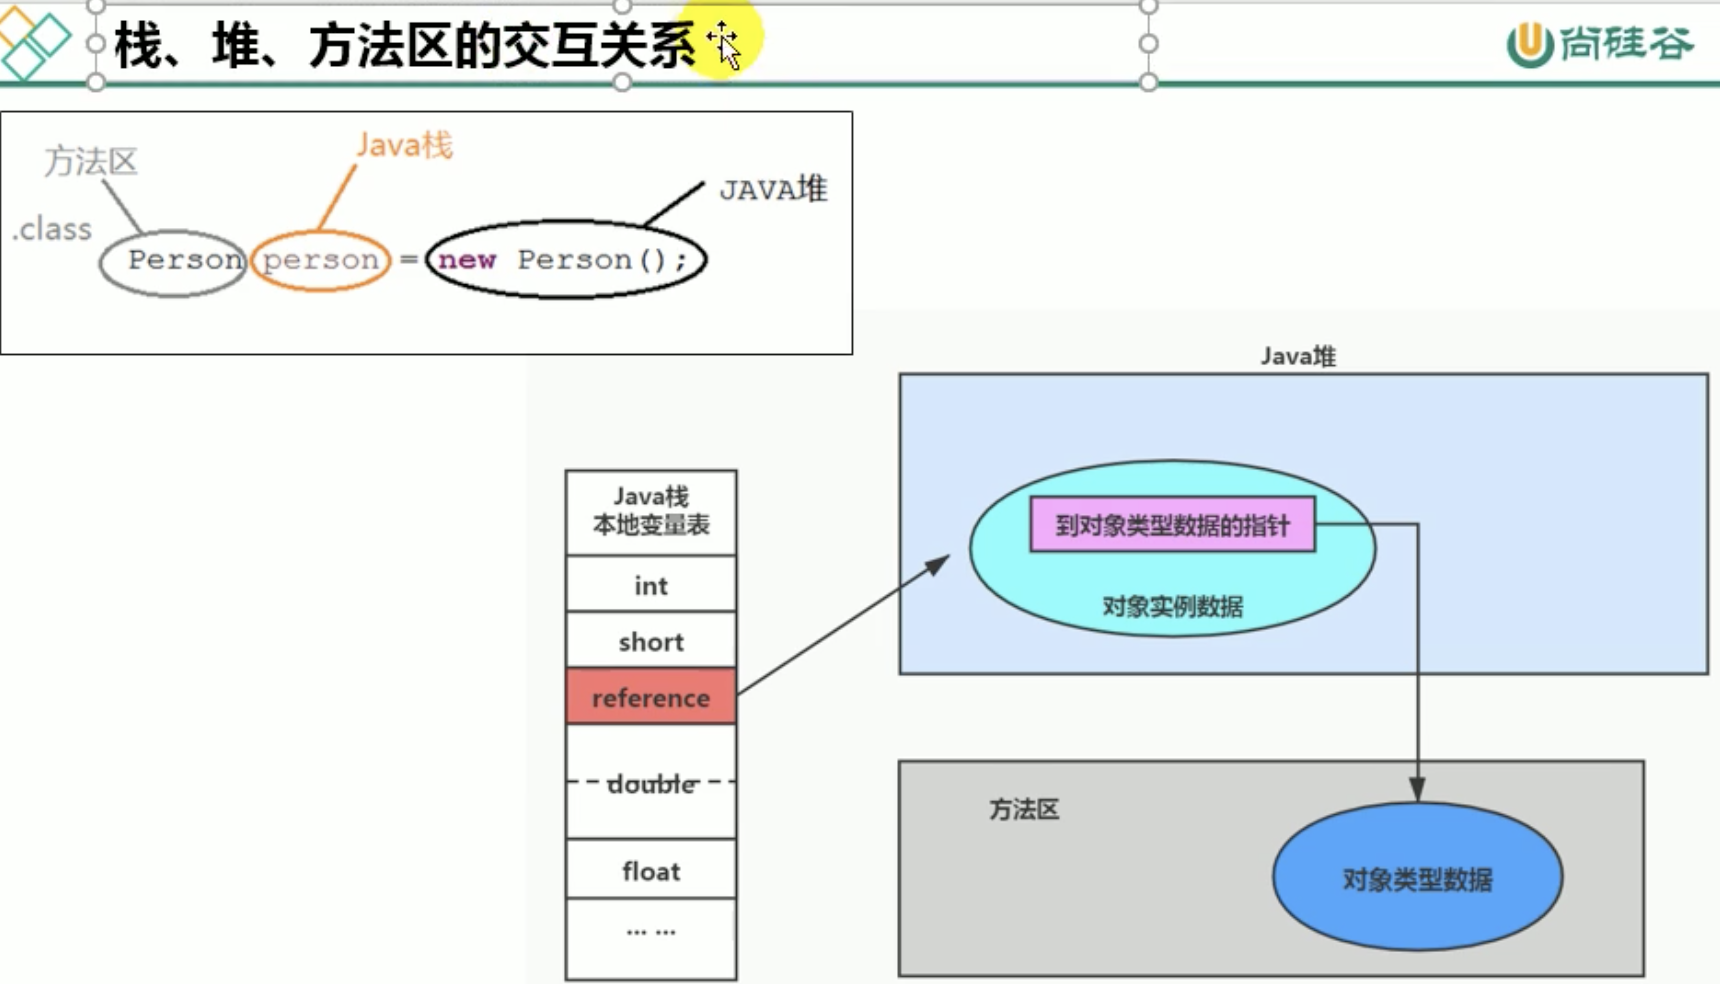 栈、堆、方法区的交互关系
尚硅谷
方法区
Java栈
JAVA堆
.class
Person person = new Person();
Java堆
Java栈
本地变量表
int
short
reference
double
float
... ...
到对象类型数据的指针
对象实例数据
方法区
对象类型数据